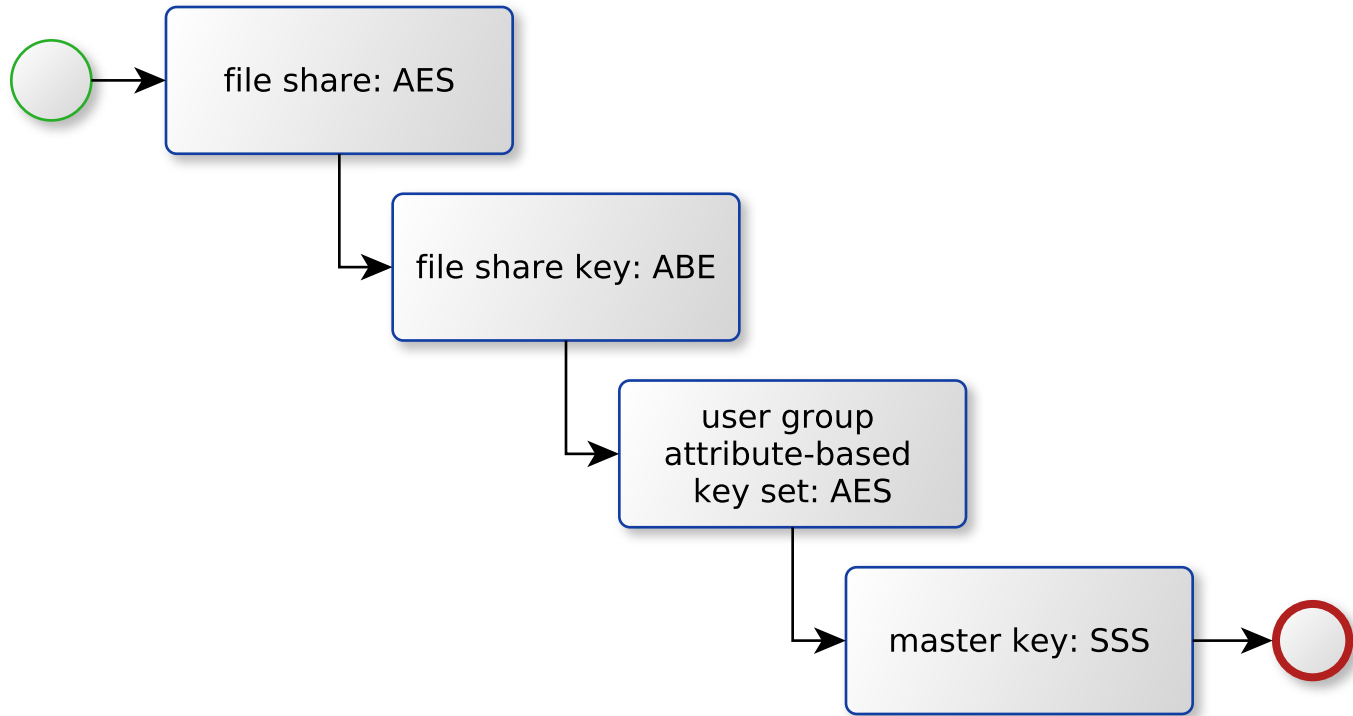 file share: AES
file share key: ABE
user group
attribute-based
key set: AES
master key: SSS